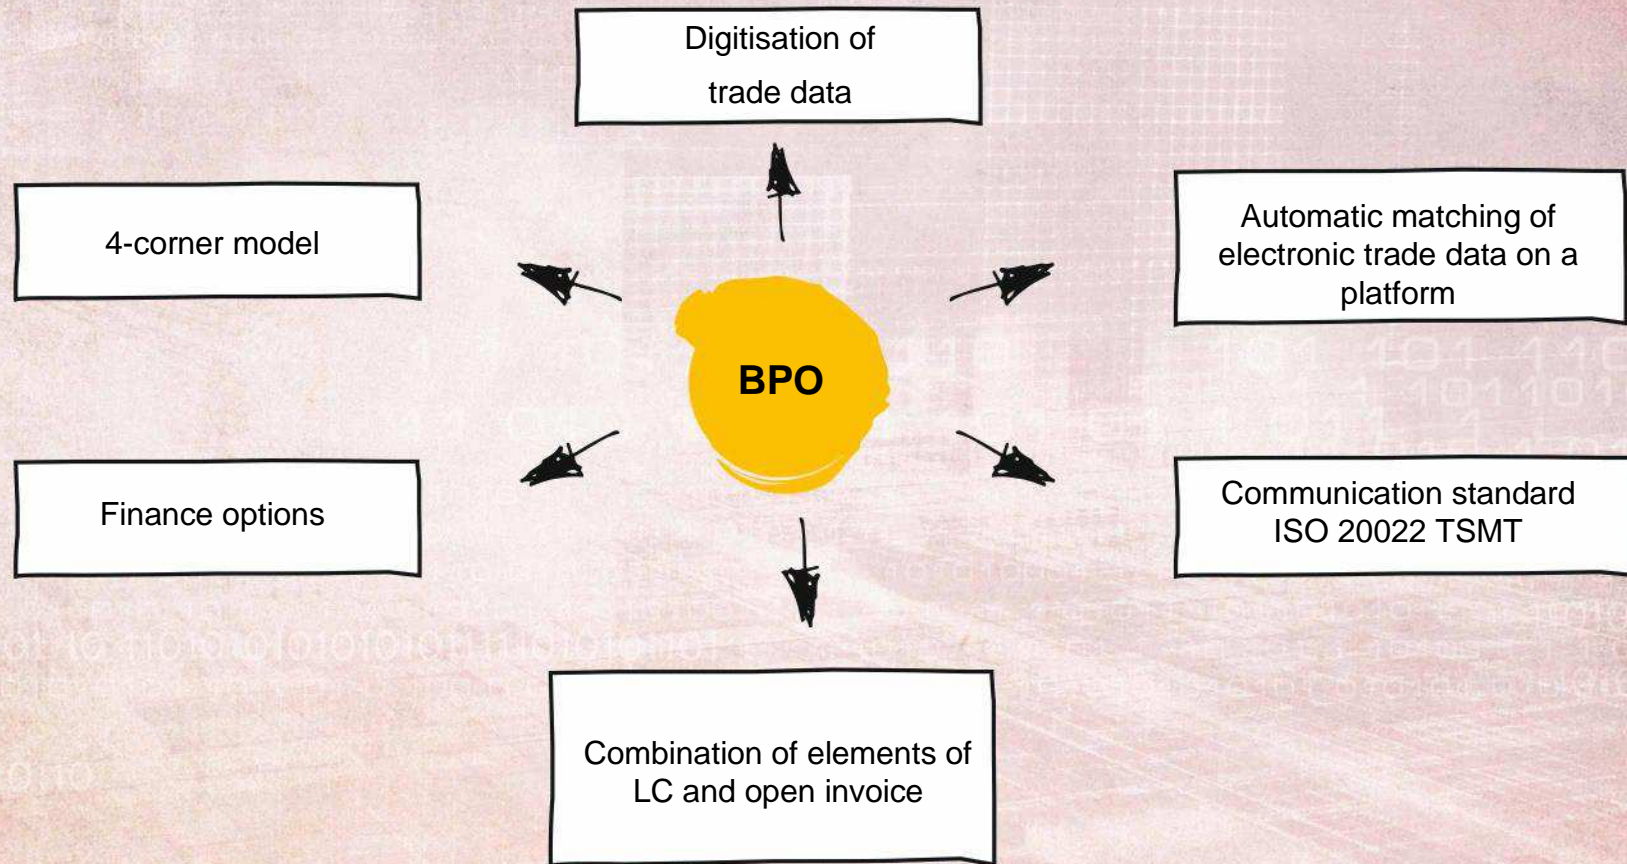 Digitisation of
trade data
4-corner model
Automatic matching of
electronic trade data on a
platform
BPO
Finance options
Communication standard
ISO 20022 TSMT
Combination of elements of
LC and open invoice